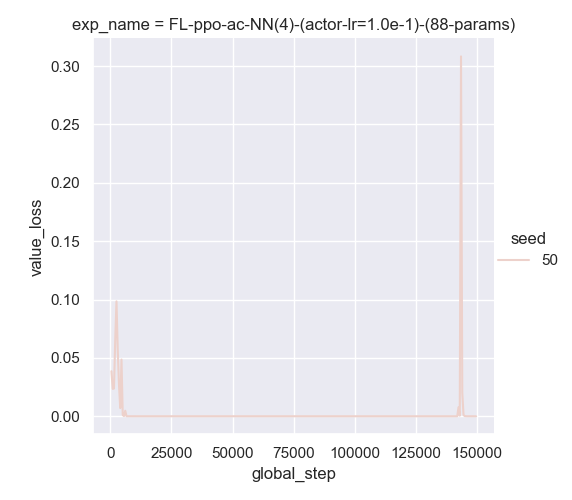 exp_name = FL-ppo-ac-NN(4)-(actor-lr=1.0e-1)-(88-params)
0.30
0.25
0.20
0.15
0.10
0.05
0.00
value_loss
seed
50
0 25000 50000 75000 100000 125000 150000
global_step